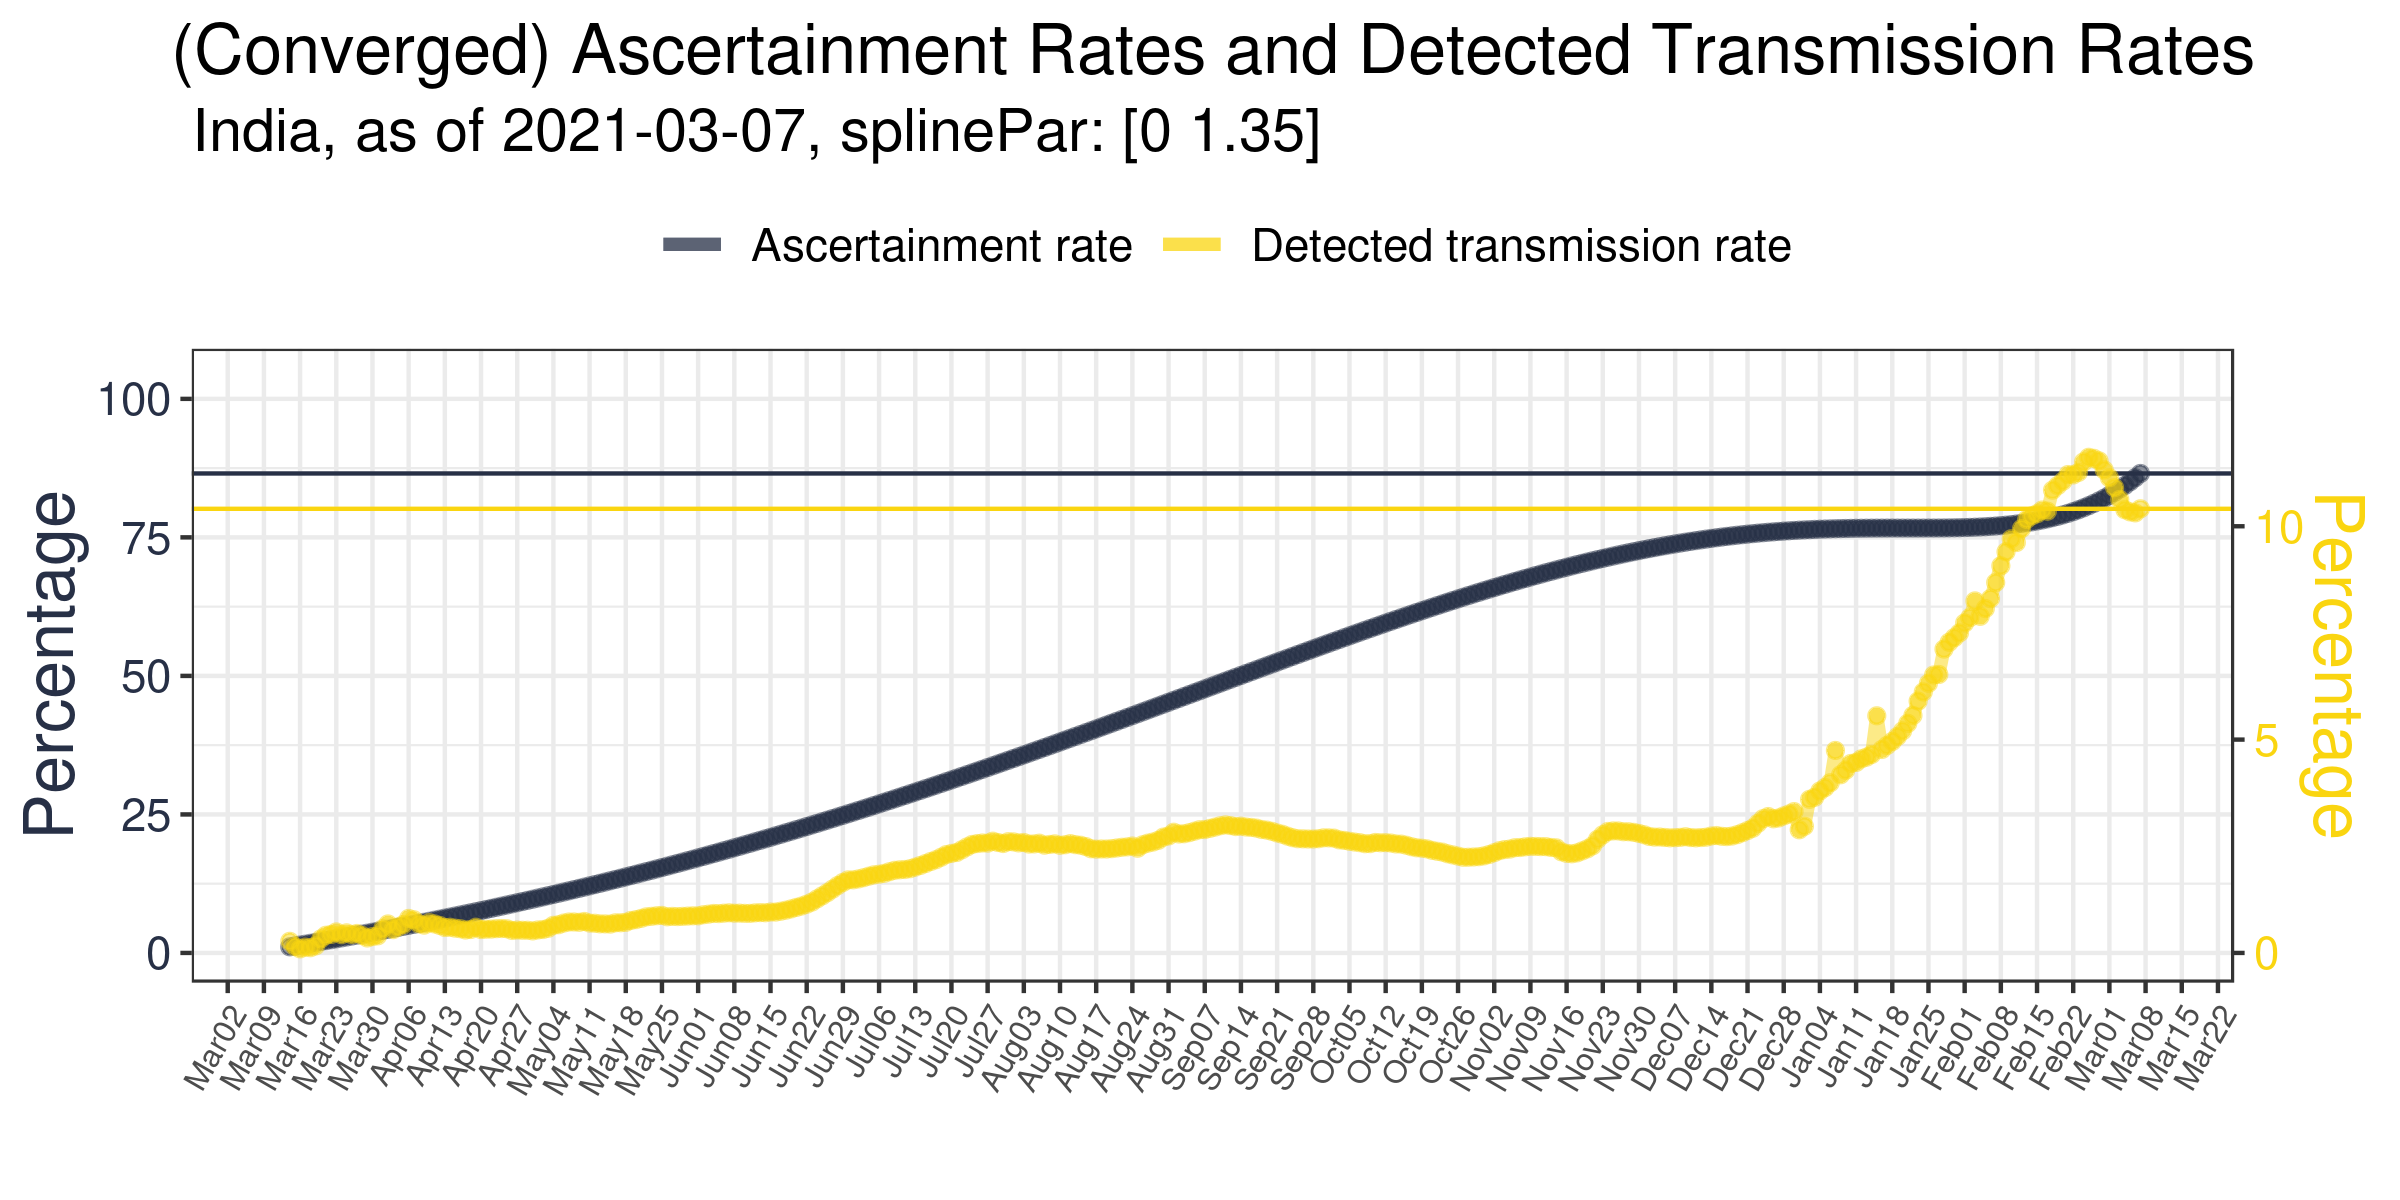 (Converged) Ascertainment Rates and Detected Transmission Rates
India, as of 2021-03-07, splinePar: [0 1.35]
Ascertainment rate
Detected transmission rate
Percentage
100
75
50
25
0
10
5
0
Percentage
Mar02
Mar09
Mar16
Mar23
Mar30
Apr06
Apr13
Apr20
Apr27
May04
May11
May18
May25
Jun01
Jun08
Jun15
Jun22
Jun29
Jul06
Jul13
Jul20
Jul27
Aug03
Aug10
Aug17
Aug24
Aug31
Sep07
Sep14
Sep21
Sep28
Oct05
Oct12
Oct19
Oct26
Nov02
Nov09
Nov16
Nov23
Nov30
Dec07
Dec14
Dec21
Dec28
Jan04
Jan11
Jan18
Jan25
Feb01
Feb08
Feb15
Feb22
Mar01
Mar08
Mar15
Mar22